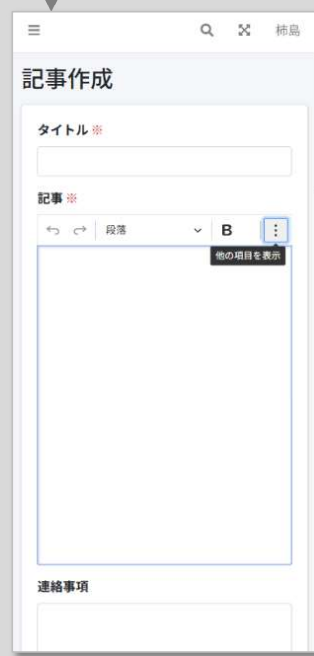 柿島
記事作成
タイトル※
記事※
段落 B
他の項目を表示
連絡事項